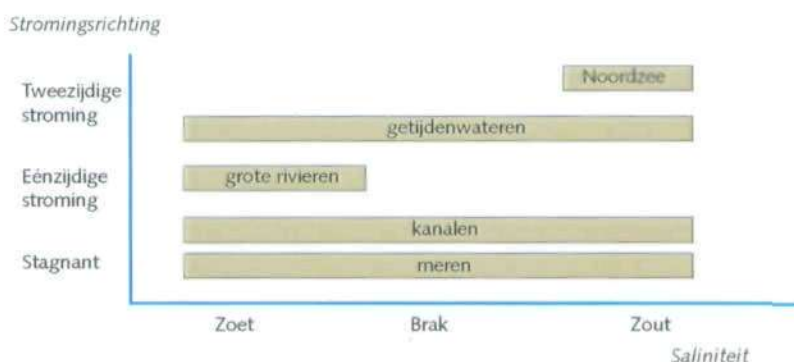 Stromingsrichting
Noordzee
Tweezijdige
stroming
getijdenwateren
Eénzijdige
stroming
grote rivieren
kanalen
Stagnant
meren
Zoet
Brak
Zout
Saliniteit